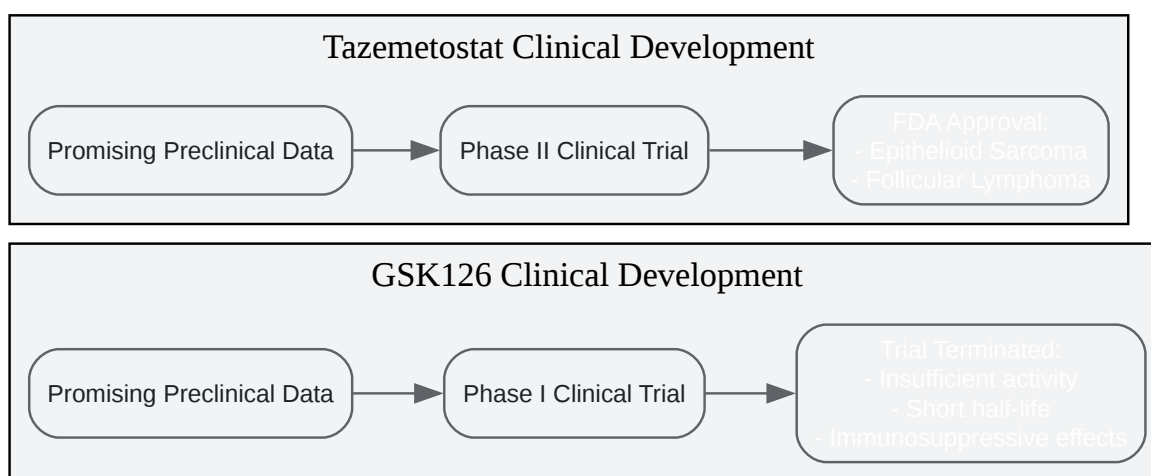 Tazemetostat Clinical Development
Promising Preclinical Data
Phase II Clinical Trial
FDA Approval:
- Epithelioid Sarcoma
- Follicular Lymphoma
GSK126 Clinical Development
Promising Preclinical Data
Phase I Clinical Trial
Trial Terminated:
- Insufficient activity
- Short half-life
- Immunosuppressive effects